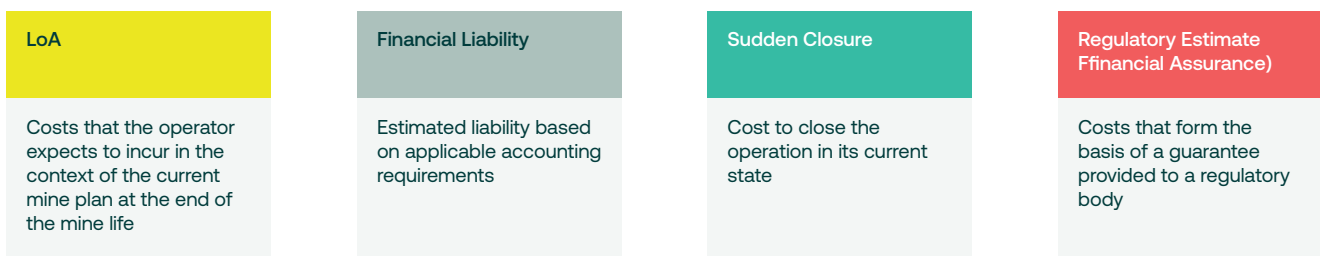 LoA
Costs that the operator
expects to incur in the
context of the current
mine plan at the end of
the mine life
Financial Liability
Estimated liability based
on applicable accounting
requirements
Sudden Closure
Cost to close the
operation in its current
state
Regulatory Estimate
Ffinancial Assurance)
Costs that form the
basis of a guarantee
provided to a regulatory
body